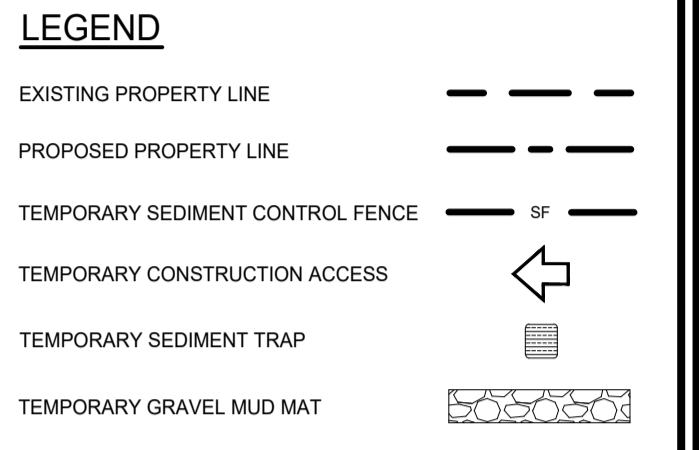 LEGEND
EXISTING PROPERTY LINE
PROPOSED PROPERTY LINE
TEMPORARY SEDIMENT CONTROL FENCE SF
TEMPORARY CONSTRUCTION ACCESS
TEMPORARY SEDIMENT TRAP
TEMPORARY GRAVEL MUD MAT